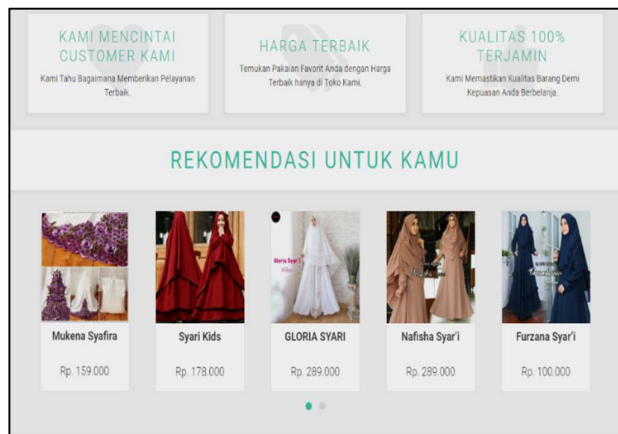 KAMI MENCINTAI
CUSTOMER KAMI
Kami Tahu Bagaimana Memberikan Pelayanan
Terbaik.
HARGA TERBAIK
Temukan Pakaian Favorit Anda dengan Harga
Terbaik hanya di Toko Kami.
KUALITAS 100%
TERJAMIN
Kami Memastikan Kualitas Barang Demi
Kepuasan Anda Berbelanja.
REKOMENDASI UNTUK KAMU
Gloria Syar'i
Mukena Syafira
Rp. 159.000
Syari Kids
Rp. 178.000
GLORIA SYARI
Rp. 289.000
Nafisha Syar'i
Rp. 289.000
Furzana Syar'i
Rp. 100.000